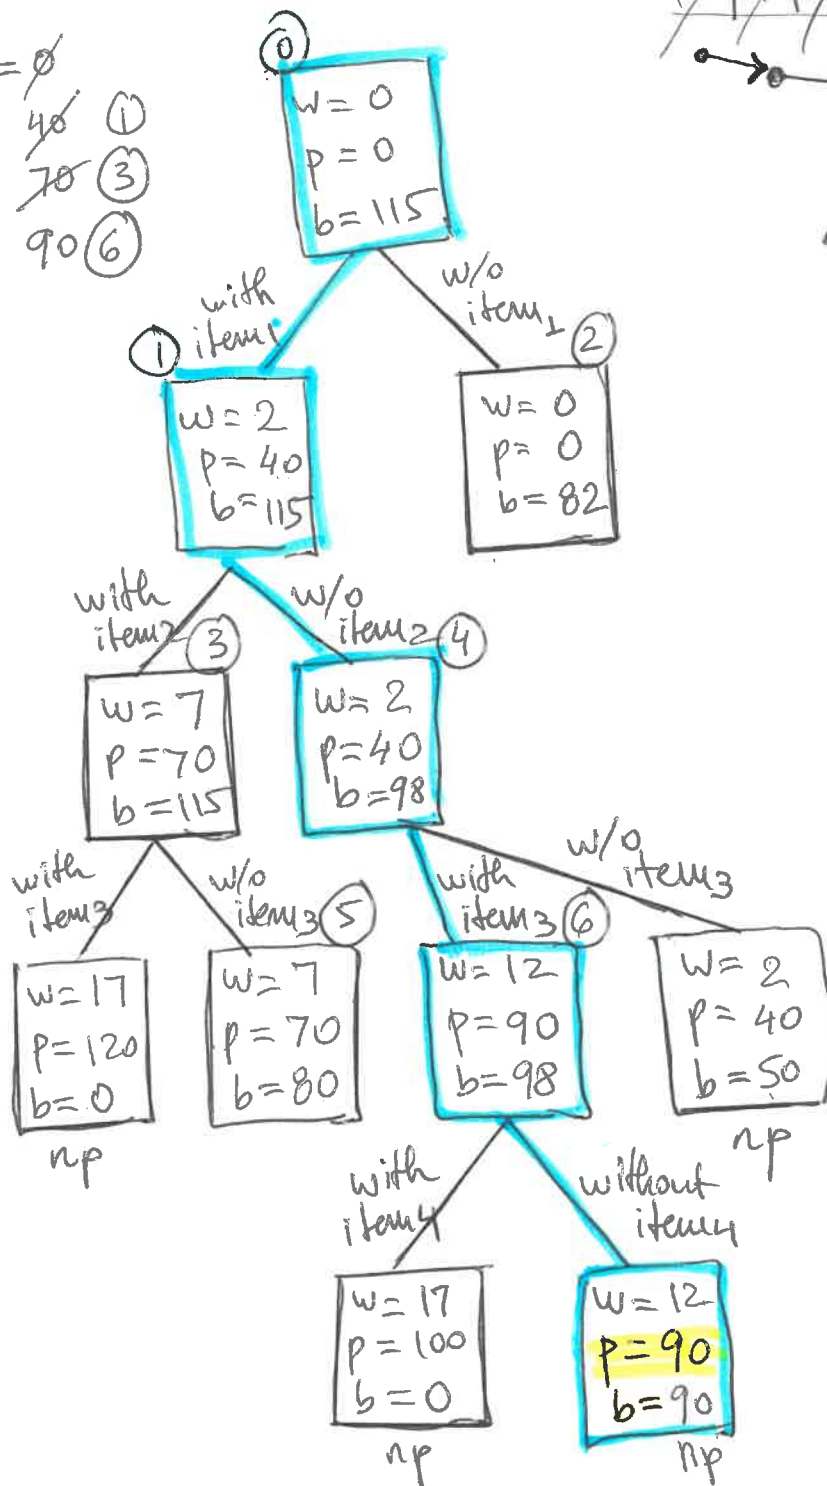 = 0
40 ①
70 ③
90 ⑥
⓪
w = 0
p = 0
b = 115
with
item1
w/o
item1
①
w = 2
p = 40
b = 115
②
w = 0
p = 0
b = 82
with
item2
w/o
item2
③
w = 7
p = 70
b = 115
④
w = 2
p = 40
b = 98
with
item3
w/o
item3
with
item3
w/o
item3
w = 17
p = 120
b = 0
np
⑤
w = 7
p = 70
b = 80
⑥
w = 12
p = 90
b = 98
w = 2
p = 40
b = 50
np
with
item4
without
item4
w = 17
p = 100
b = 0
np
w = 12
p = 90
b = 90
np